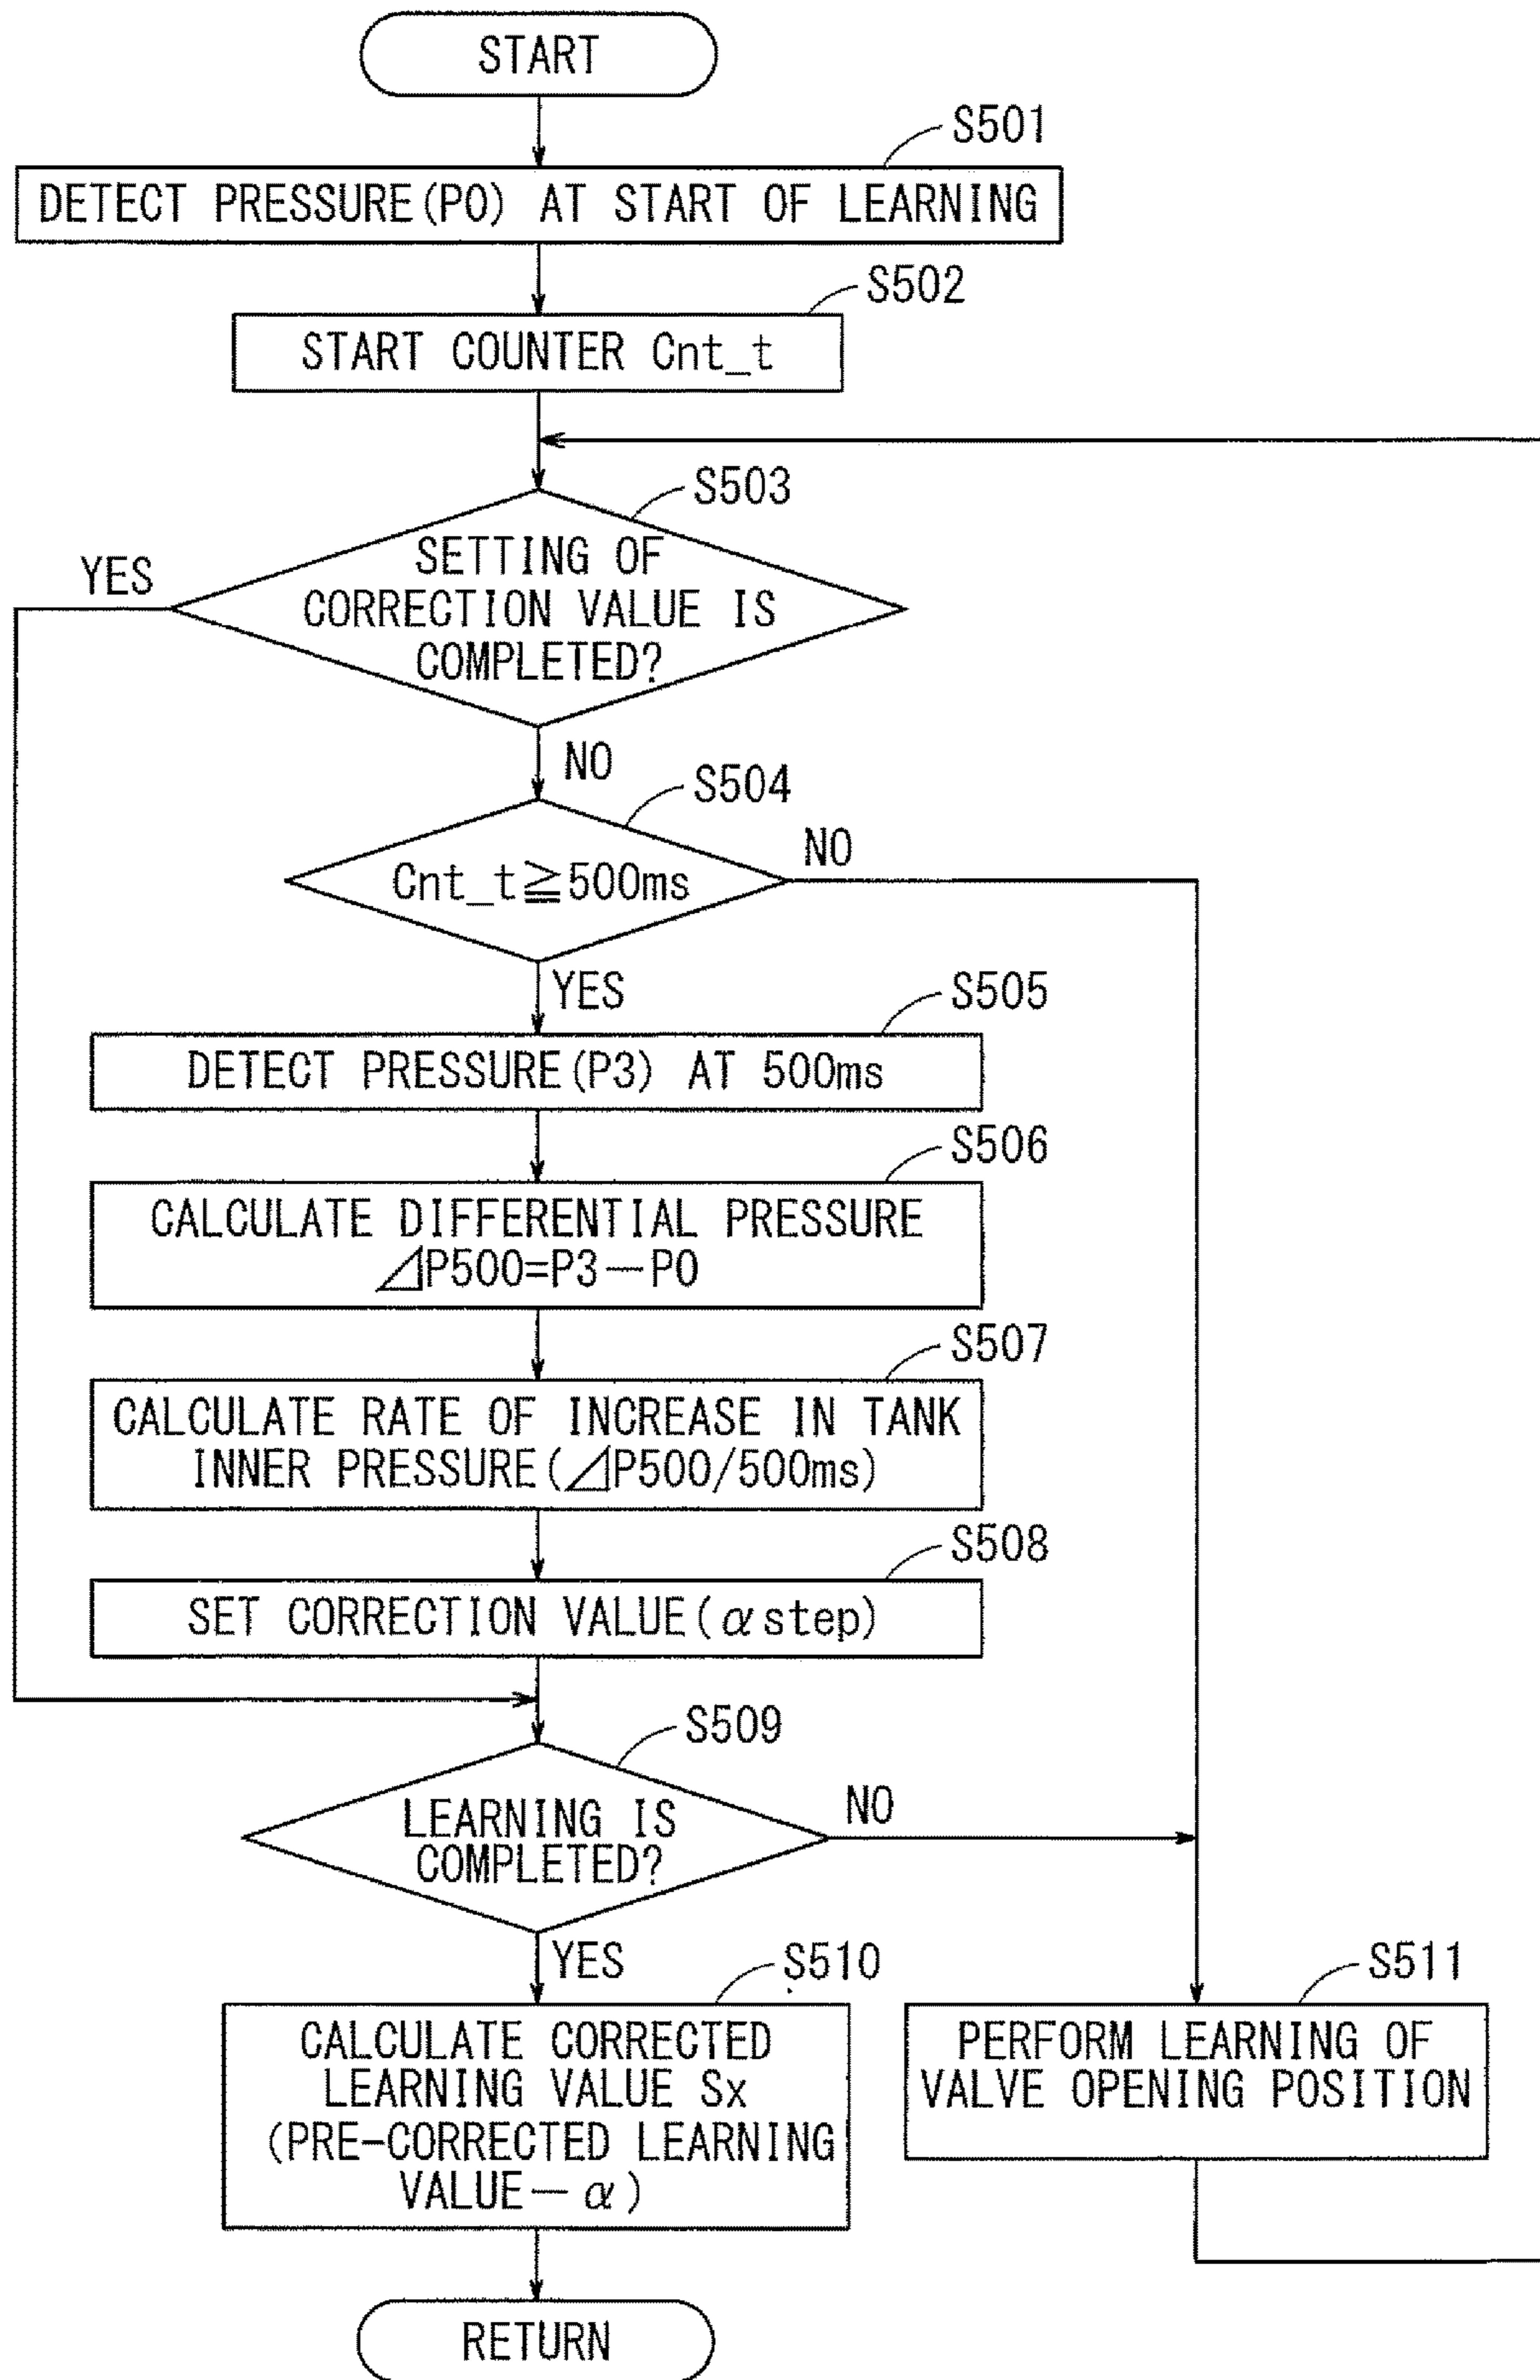 START
S501
DETECT PRESSURE(P0) AT START OF LEARNING
S502
START COUNTER Cnt_t
S503
YES
SETTING OF
CORRECTION VALUE IS
COMPLETED?
NO
S504
NO
Cnt_t≧500ms
YES
S505
DETECT PRESSURE(P3) AT 500ms
S506
CALCULATE DIFFERENTIAL PRESSURE
⊿P500=P3－P0
S507
CALCULATE RATE OF INCREASE IN TANK
INNER PRESSURE(⊿P500/500ms)
S508
SET CORRECTION VALUE(αstep)
S509
LEARNING IS
COMPLETED?
NO
YES
S510
CALCULATE CORRECTED
LEARNING VALUE Sx
(PRE-CORRECTED LEARNING
VALUE－α)
S511
PERFORM LEARNING OF
VALVE OPENING POSITION
RETURN